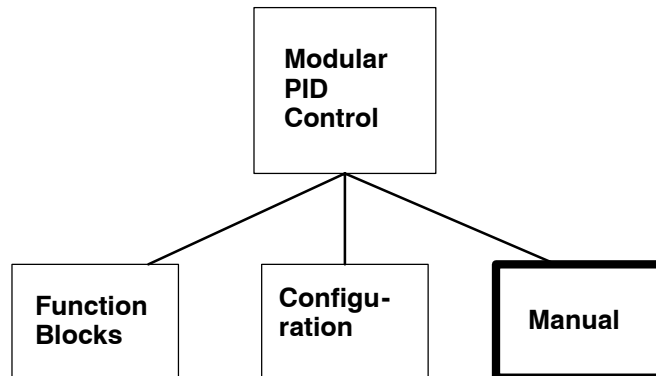 Modular
PID
Control
Function
Blocks
Configu-
ration
Manual